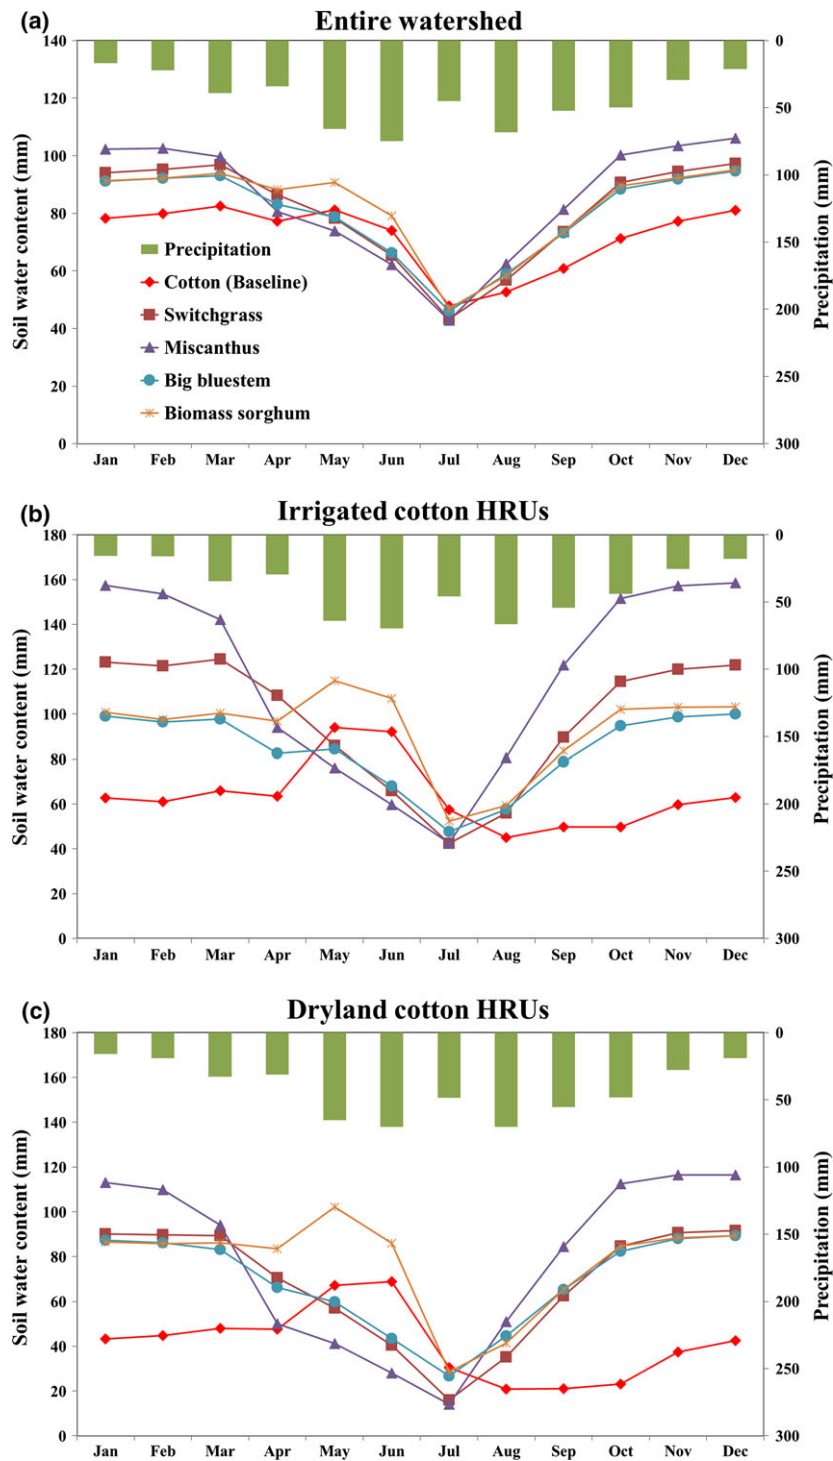 (a) Entire watershed
140 0
120
50
100
100
80
Precipitation 150
60 Cotton (Baseline)
Switchgrass 200
40 Miscanthus
Big bluestem 250
20
Biomass sorghum
0 300
Soil water content (mm)
Precipitation (mm)
Jan Feb Mar Apr May Jun Jul Aug Sep Oct Nov Dec
(b) Irrigated cotton HRUs
180 0
160
50
140
120 100
100
150
80
60 200
40
250
20
0 300
Soil water content (mm)
Precipitation (mm)
Jan Feb Mar Apr May Jun Jul Aug Sep Oct Nov Dec
(c) Dryland cotton HRUs
180 0
160
50
140
120 100
100
150
80
60 200
40
250
20
0 300
Soil water content (mm)
Precipitation (mm)
Jan Feb Mar Apr May Jun Jul Aug Sep Oct Nov Dec